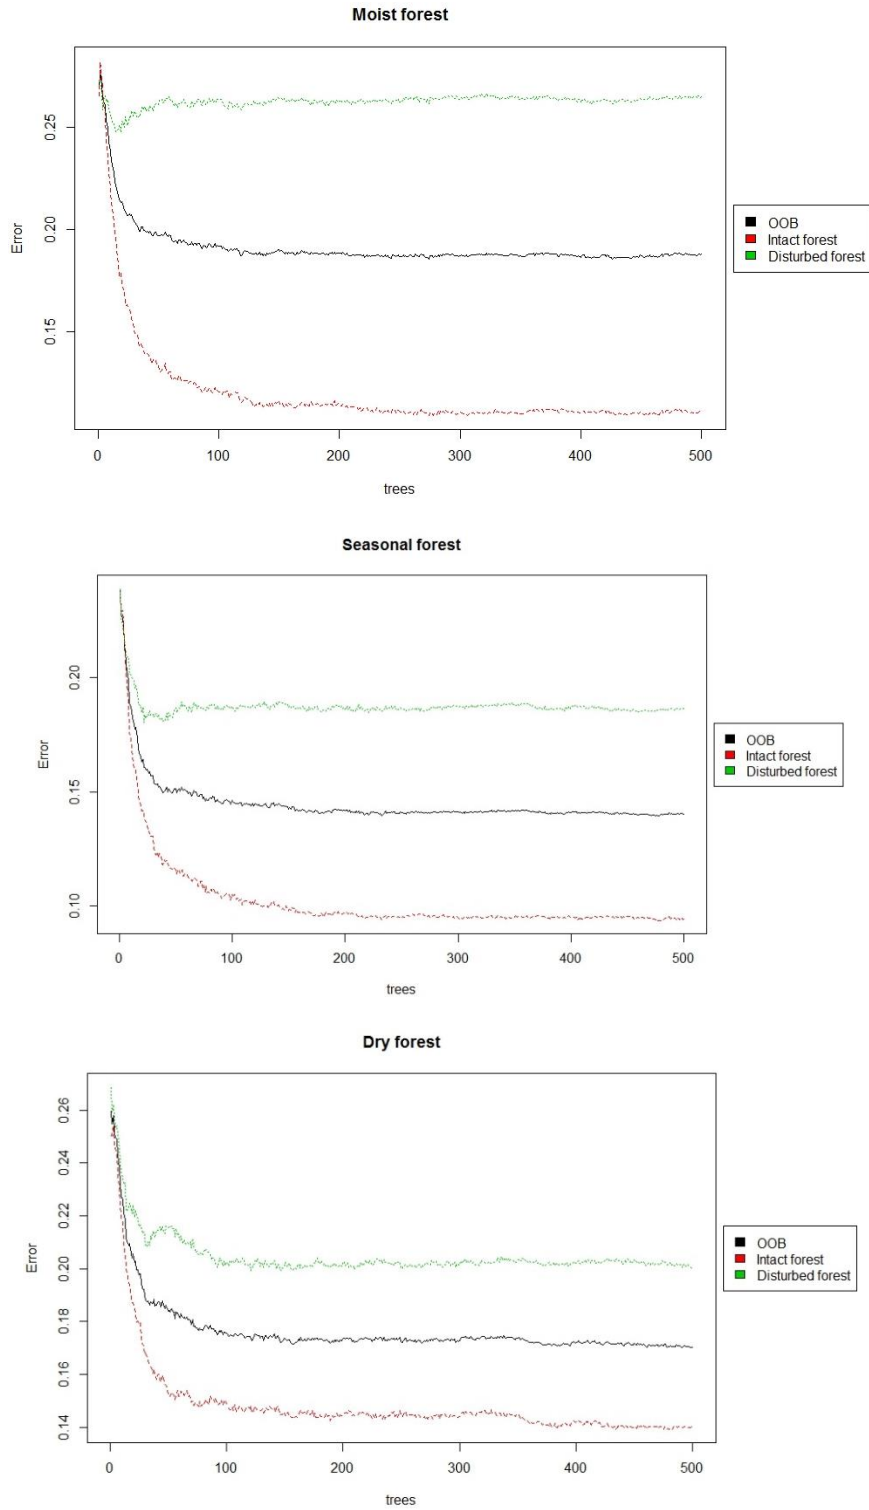 Moist forest
0.25
0.20
0.15
Error
0 100 200 300 400 500
trees
OOB
Intact forest
Disturbed forest
Seasonal forest
0.20
0.15
0.10
Error
0 100 200 300 400 500
trees
OOB
Intact forest
Disturbed forest
Dry forest
0.26
0.24
0.22
0.20
0.18
0.16
0.14
Error
0 100 200 300 400 500
trees
OOB
Intact forest
Disturbed forest